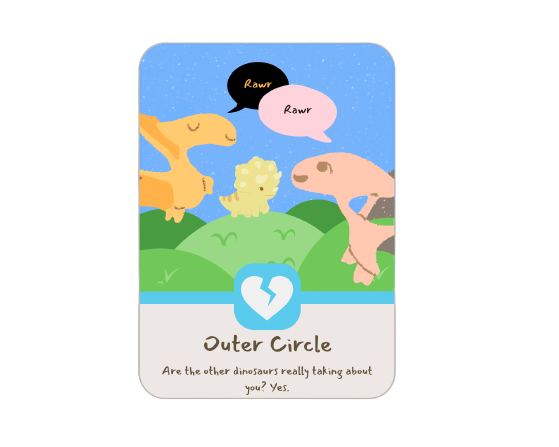 Rawr
Rawr
Outer Circle
Are the other dinosaurs really taking about
you? Yes.